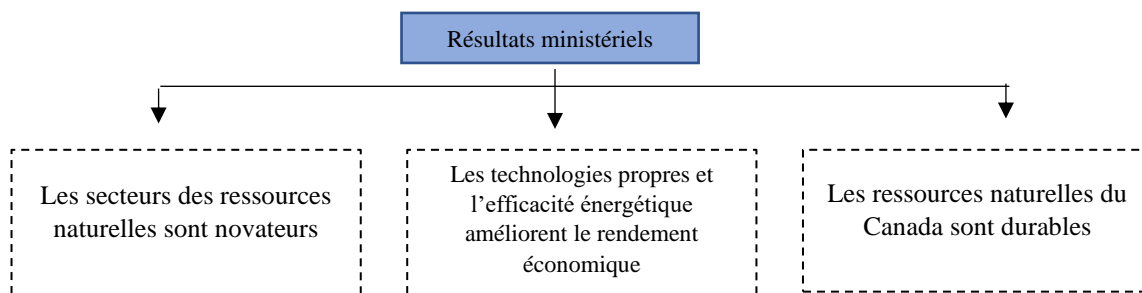 Résultats ministériels
Les secteurs des ressources
naturelles sont novateurs
Les technologies propres et
l’efficacité énergétique
améliorent le rendement
économique
Les ressources naturelles du
Canada sont durables